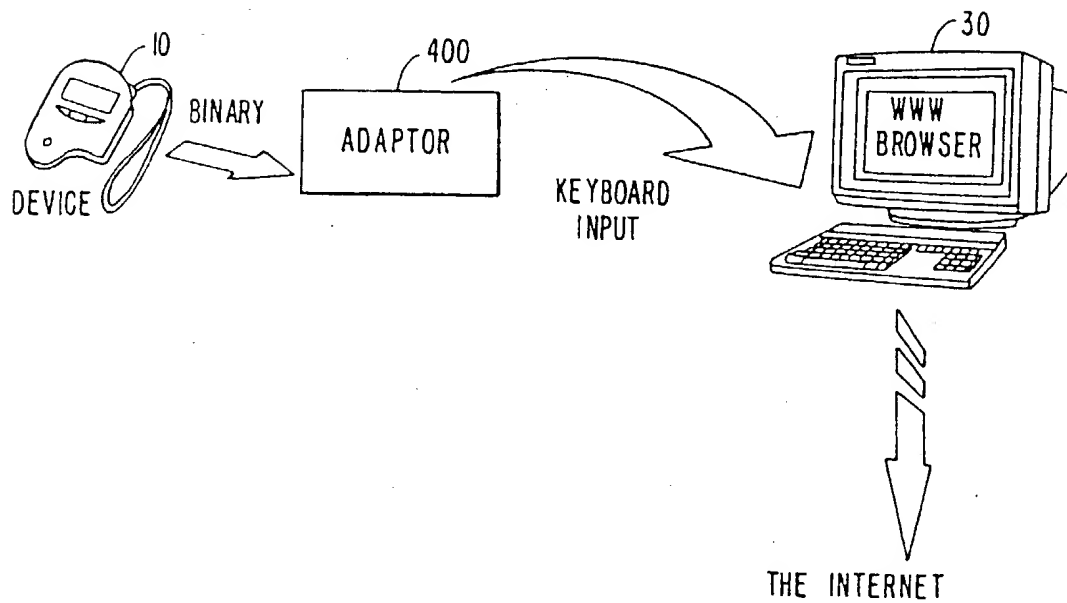 10
400
30
BINARY
ADAPTOR
WWW
BROWSER
DEVICE
KEYBOARD
INPUT
THE INTERNET